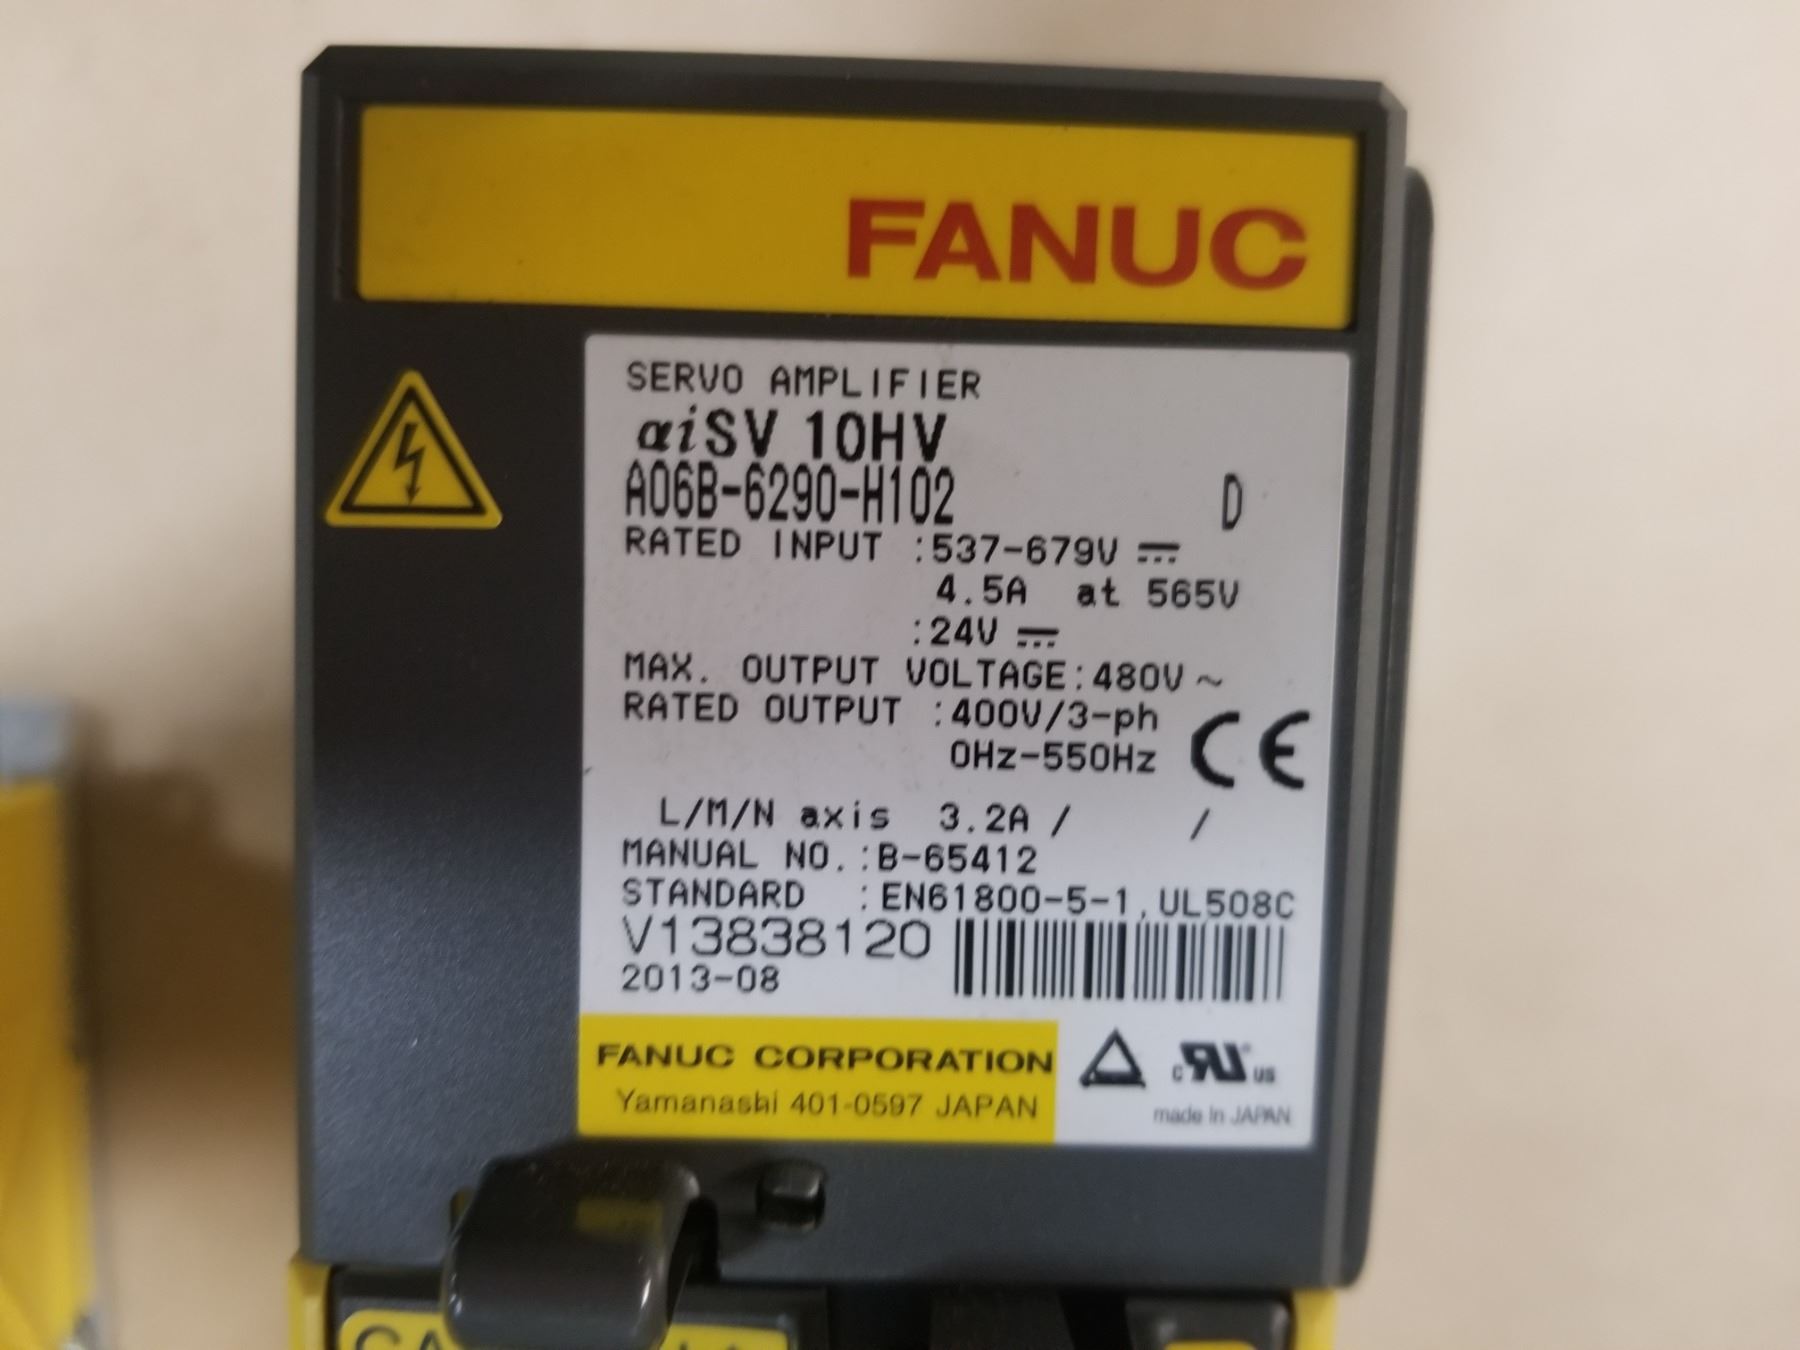 FANUC
SERVO AMPLIFIER
αiSV 10HV
A06B-6290-H102 D
RATED INPUT :537-679V ⎓
4.5A at 565V
:24V ⎓
MAX. OUTPUT VOLTAGE:480V ~
RATED OUTPUT :400V/3-ph
0Hz-550Hz CE
L/M/N axis 3.2A / /
MANUAL NO.:B-65412
STANDARD :EN61800-5-1,UL508C
V13838120
2013-08
FANUC CORPORATION
Yamanashi 401-0597 JAPAN
c RU us
made in JAPAN